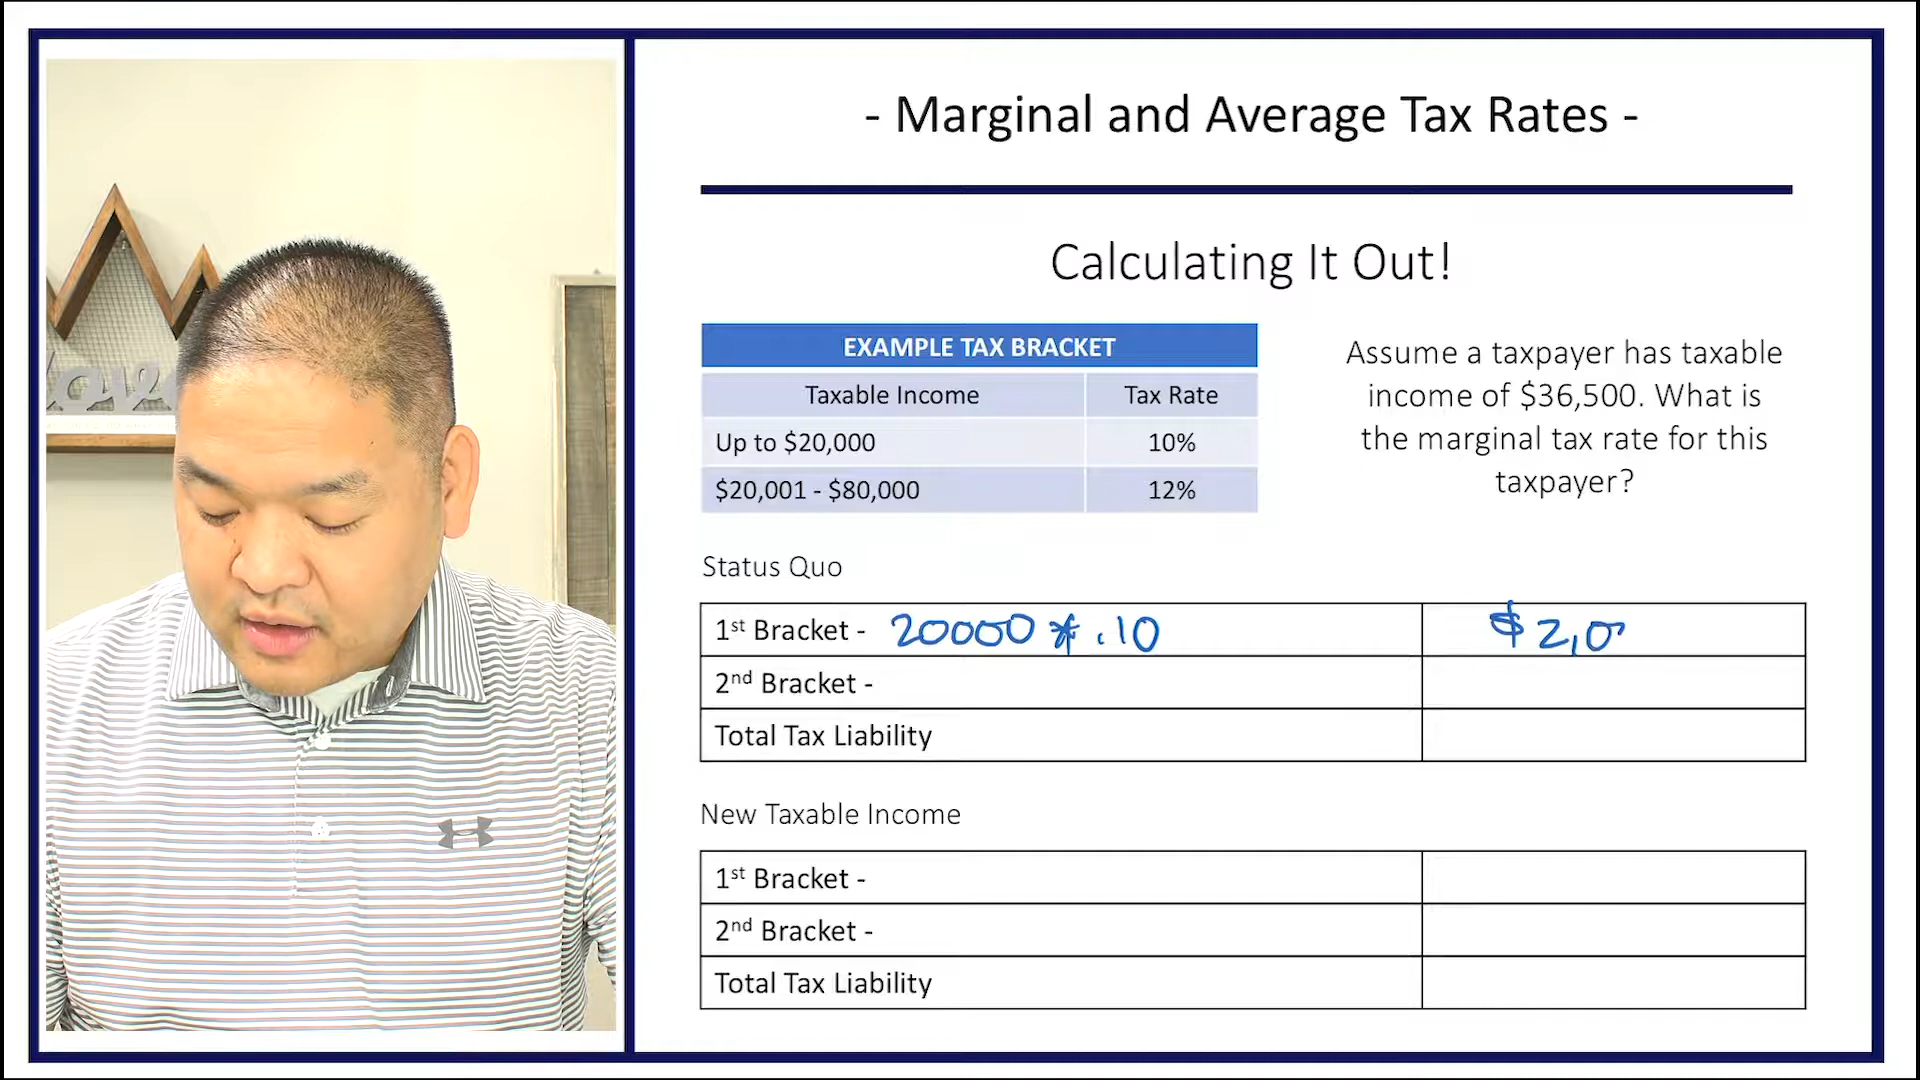 - Marginal and Average Tax Rates -
Calculating It Out!
EXAMPLE TAX BRACKET
Taxable Income Tax Rate
Up to $20,000 10%
$20,001 - $80,000 12%
Assume a taxpayer has taxable
income of $36,500. What is
the marginal tax rate for this
taxpayer?
Status Quo
1st Bracket - 20000 * .10 $2,0
2nd Bracket -
Total Tax Liability
New Taxable Income
1st Bracket -
2nd Bracket -
Total Tax Liability